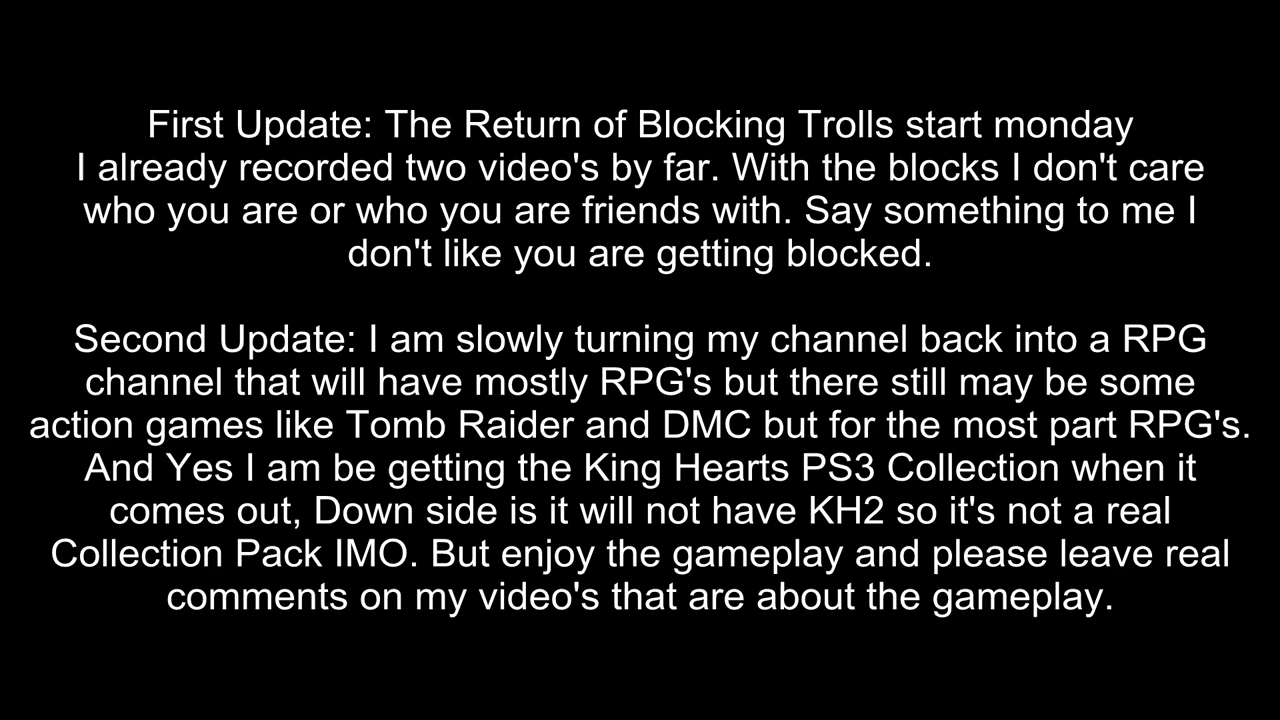 First Update: The Return of Blocking Trolls start monday
I already recorded two video's by far. With the blocks I don't care
who you are or who you are friends with. Say something to me I
don't like you are getting blocked.
Second Update: I am slowly turning my channel back into a RPG
channel that will have mostly RPG's but there still may be some
action games like Tomb Raider and DMC but for the most part RPG's.
And Yes I am be getting the King Hearts PS3 Collection when it
comes out, Down side is it will not have KH2 so it's not a real
Collection Pack IMO. But enjoy the gameplay and please leave real
comments on my video's that are about the gameplay.